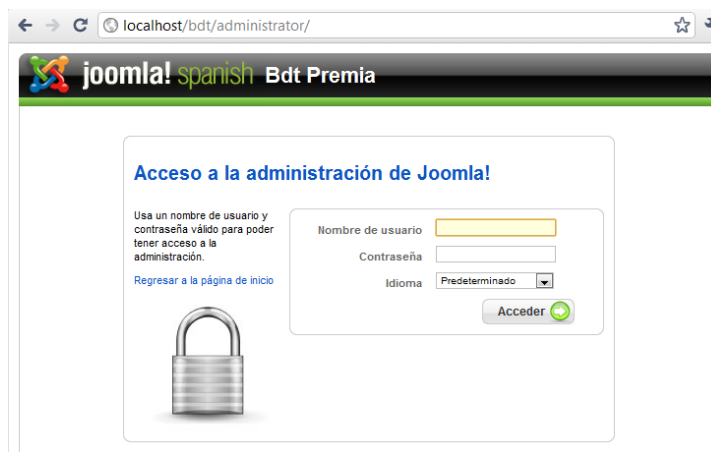 localhost/bdt/administrator/
joomla! spanish Bdt Premia
Acceso a la administración de Joomla!
Usa un nombre de usuario y
contraseña válido para poder
tener acceso a la
administración.
Regresar a la página de inicio
Nombre de usuario
Contraseña
Idioma Predeterminado
Acceder